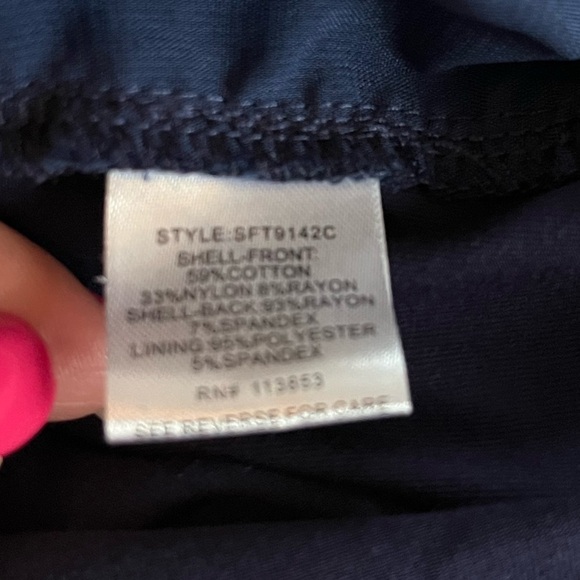 STYLE:SFT9142C
SHELL-FRONT:
59%COTTON
33%NYLON 8%RAYON
SHELL-BACK 93%RAYON
7%SPANDEX
LINING 95%POLYESTER
5%SPANDEX
RN# 113653
SEE REVERSE FOR CARE